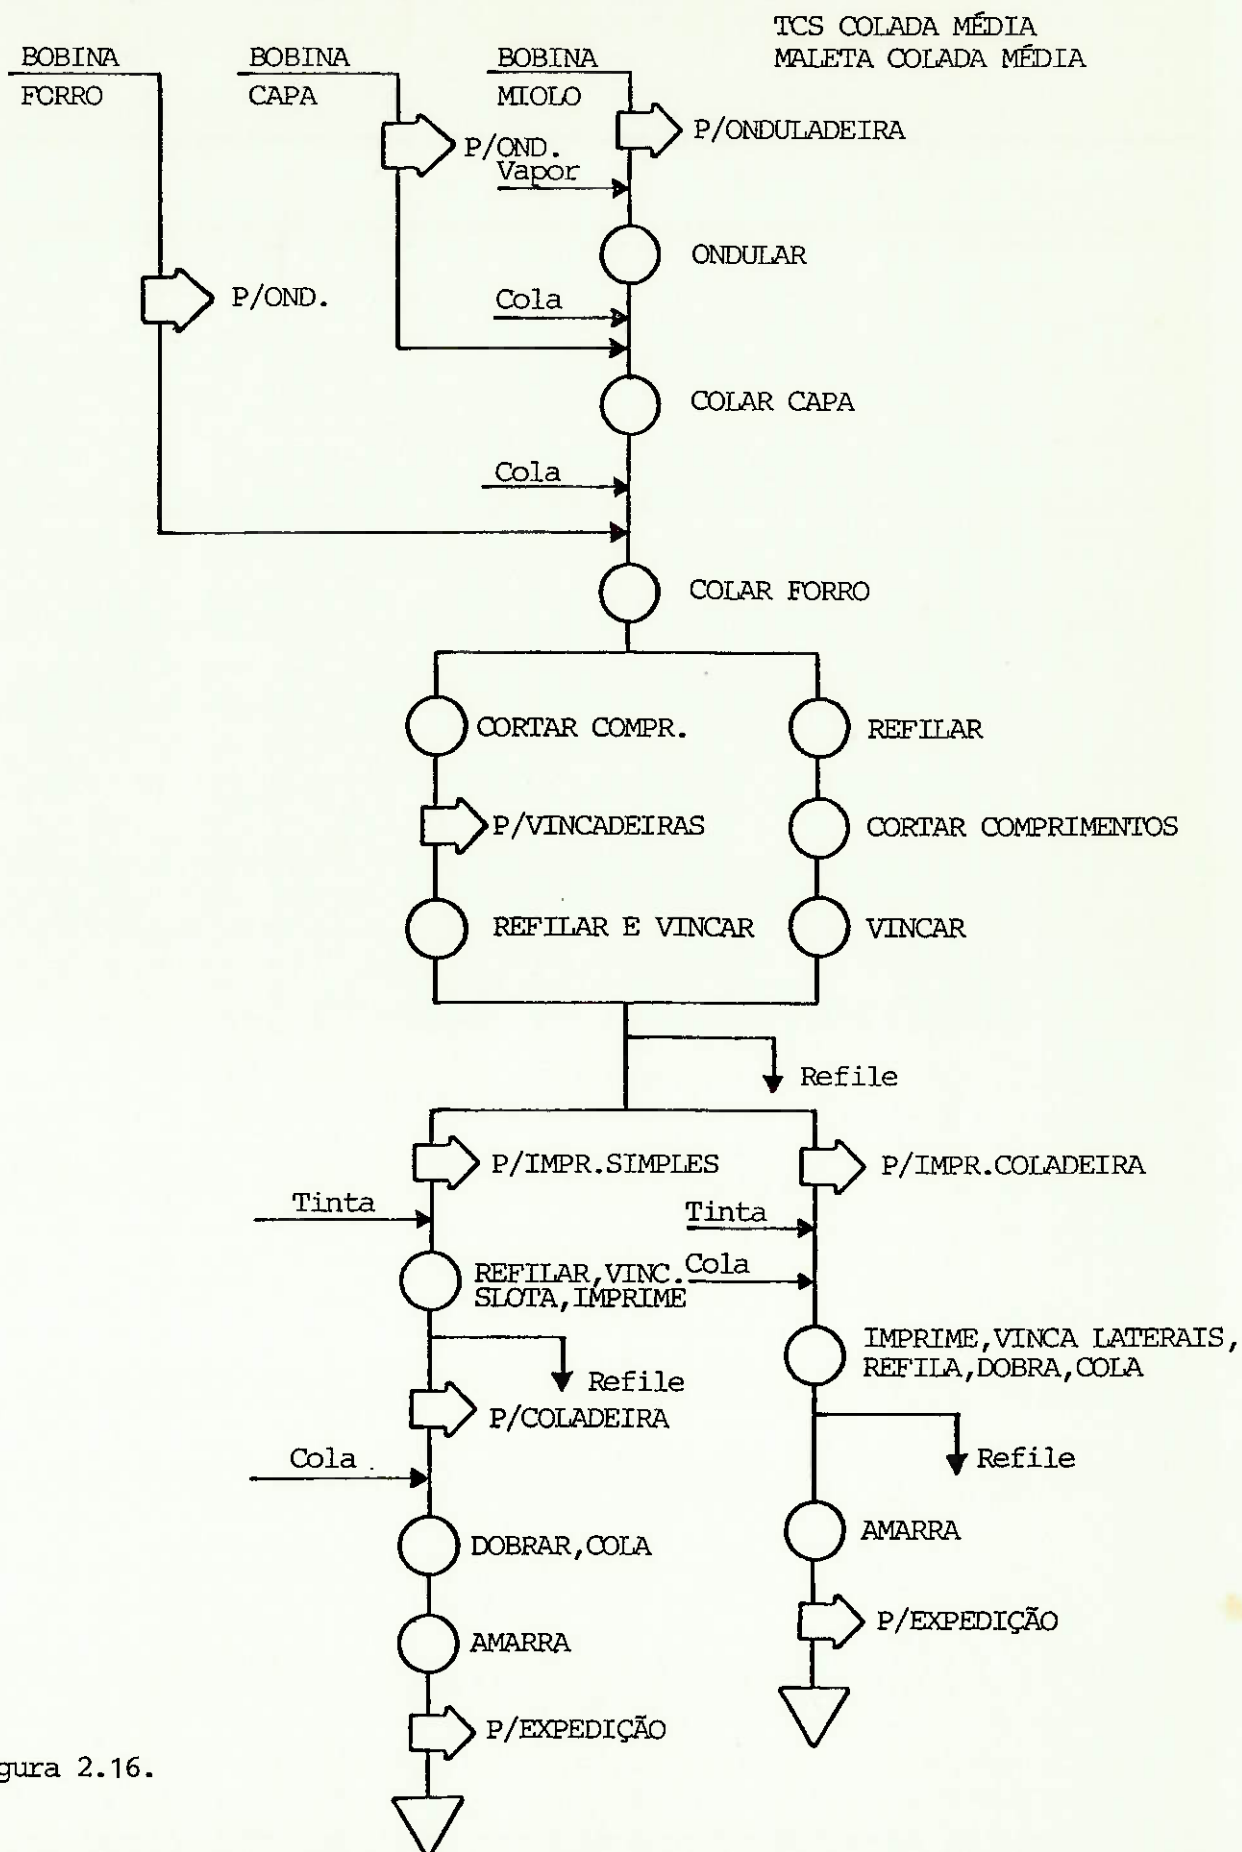 TCS COLADA MÉDIA
MALETA COLADA MÉDIA
BOBINA
FORRO
BOBINA
CAPA
BOBINA
MIOLO
P/ONDULADEIRA
P/OND.
Vapor
ONDULAR
P/OND.
Cola
COLAR CAPA
Cola
COLAR FORRO
CORTAR COMPR.
REFILAR
P/VINCADEIRAS
CORTAR COMPRIMENTOS
REFILAR E VINCAR
VINCAR
Refile
P/IMPR.SIMPLES
P/IMPR.COLADEIRA
Tinta
Tinta
REFILAR,VINC.
SLOTA,IMPRIME
Cola
IMPRIME,VINCA LATERAIS,
REFILA,DOBRA,COLA
Refile
P/COLADEIRA
Cola
Refile
DOBRAR,COLA
AMARRA
AMARRA
P/EXPEDIÇÃO
P/EXPEDIÇÃO
gura 2.16.